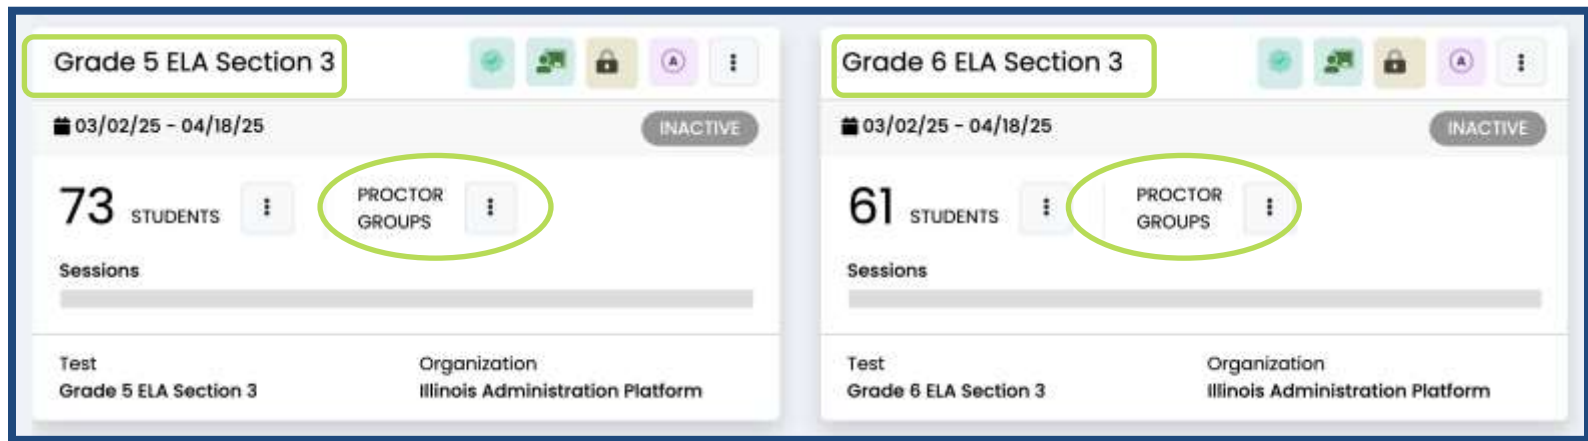 Grade 5 ELA Section 3
A
03/02/25 - 04/18/25
INACTIVE
73 STUDENTS
PROCTOR
GROUPS
Sessions
Test
Grade 5 ELA Section 3
Organization
Illinois Administration Platform
Grade 6 ELA Section 3
A
03/02/25 - 04/18/25
INACTIVE
61 STUDENTS
PROCTOR
GROUPS
Sessions
Test
Grade 6 ELA Section 3
Organization
Illinois Administration Platform